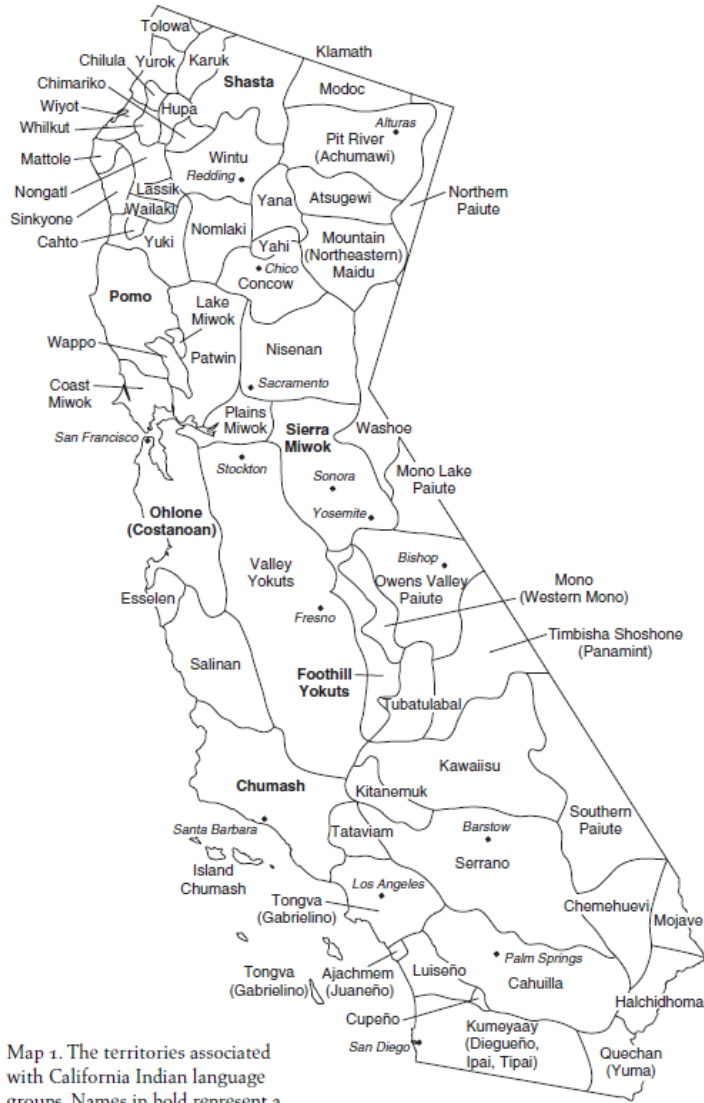 Tolowa
Klamath
Chilula
Yurok
Karuk
Chimariko
Shasta
Modoc
Wiyot
Hupa
Alturas
Whilkut
Pit River
(Achumawi)
Mattole
Wintu
Redding
Nongatl
Lassik
Yana
Atsugewi
Northern
Paiute
Sinkyone
Wailaki
Cahto
Yuki
Nomlaki
Yahi
Mountain
(Northeastern)
Maidu
Chico
Concow
Pomo
Lake
Miwok
Wappo
Patwin
Nisenan
Coast
Miwok
Sacramento
Plains
Miwok
Sierra
Miwok
Washoe
San Francisco
Stockton
Sonora
Mono Lake
Paiute
Yosemite
Ohlone
(Costanoan)
Bishop
Valley
Yokuts
Owens Valley
Paiute
Mono
(Western Mono)
Esselen
Fresno
Timbisha Shoshone
(Panamint)
Salinan
Foothill
Yokuts
Tubatulabal
Kawaiisu
Chumash
Kitanemuk
Southern
Paiute
Santa Barbara
Tataviam
Barstow
Serrano
Island
Chumash
Los Angeles
Tongva
(Gabrielino)
Chemehuevi
Mojave
Tongva
(Gabrielino)
Ajachmem
(Juaneño)
Luiseño
Palm Springs
Cahuilla
Halchidhoma
Cupeño
San Diego
Kumeyaay
(Diegueño,
Ipai, Tipai)
Quechan
(Yuma)
Map 1. The territories associated
with California Indian language
groups. Names in bold represent a